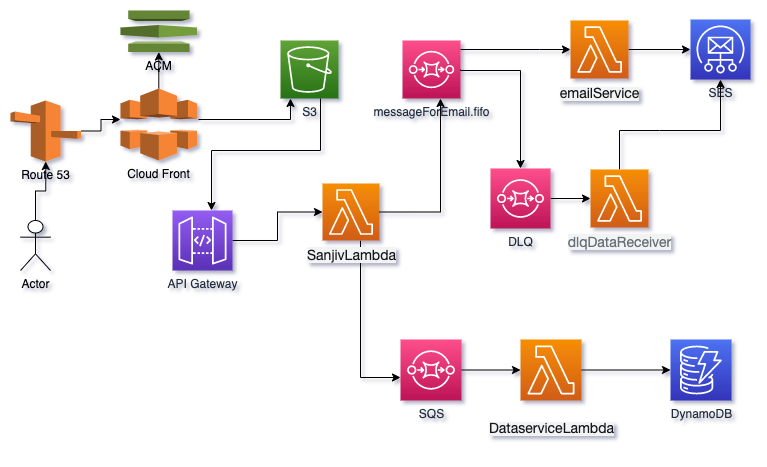 ACM
S3
messageForEmail.fifo
emailService
SES
Route 53
Cloud Front
DLQ
dlqDataReceiver
SanjivLambda
Actor
API Gateway
SQS
DataserviceLambda
DynamoDB